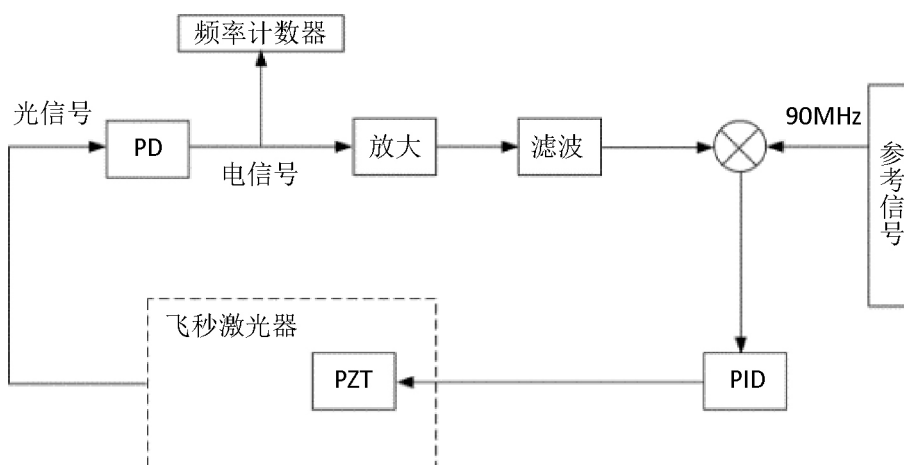 频率计数器
光信号
PD
电信号
放大
滤波
90MHz
参考信号
飞秒激光器
PZT
PID